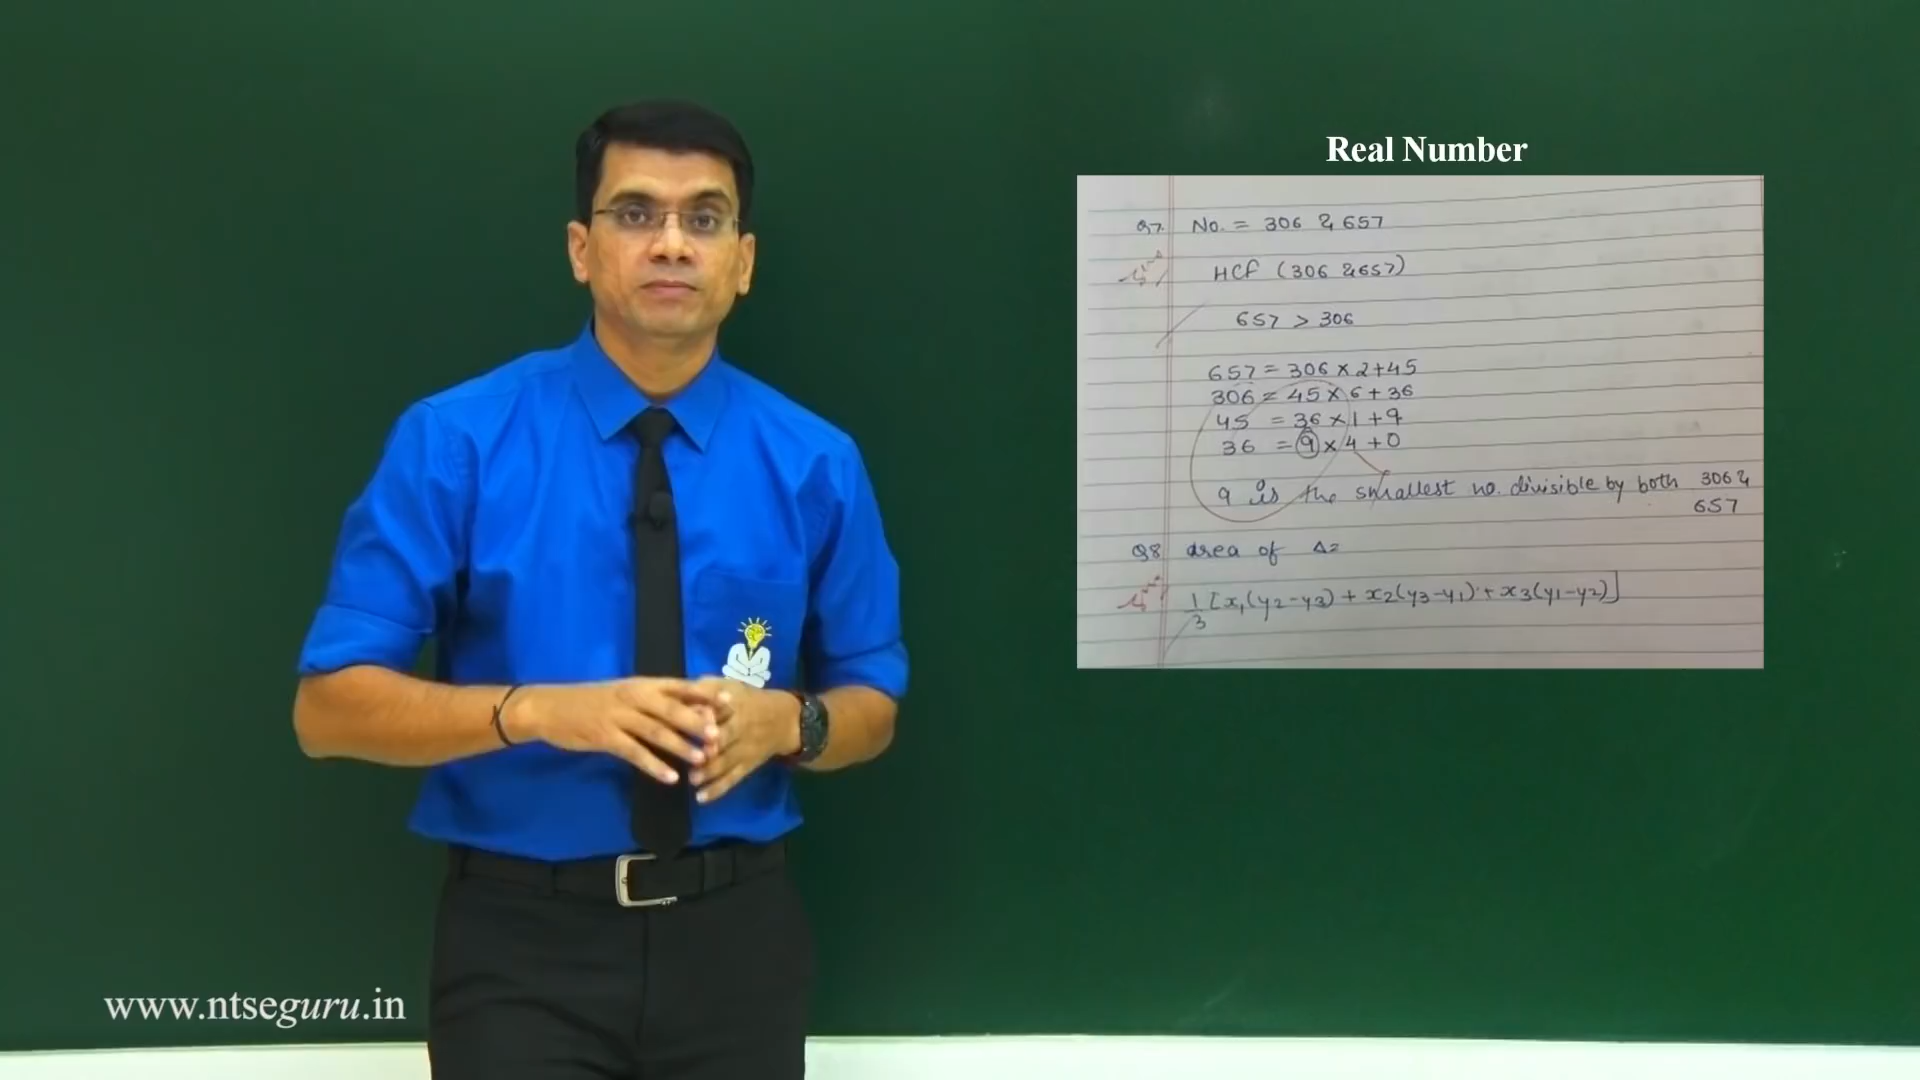 Real Number
Q7. No. = 306 & 657
HCF (306 & 657)
657 > 306
657 = 306 × 2 + 45
306 = 45 × 6 + 36
45 = 36 × 1 + 9
36 = 9 × 4 + 0
9 is the smallest no. divisible by both 306 &
657
Q8 area of Δ =
1/3 [x₁(y₂-y₃) + x₂(y₃-y₁) + x₃(y₁-y₂)]
www.ntseguru.in